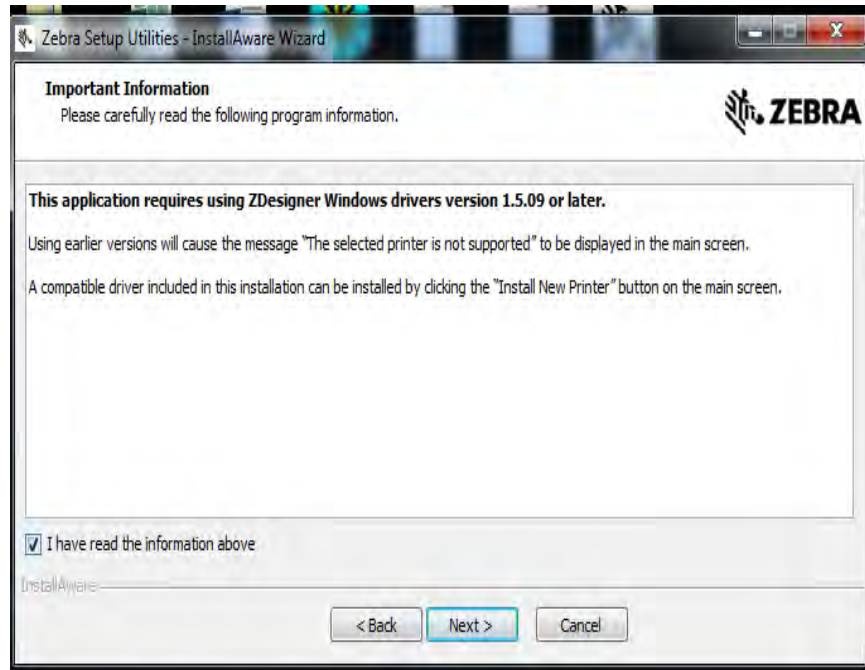 Zebra Setup Utilities - InstallAware Wizard
Important Information
Please carefully read the following program information.
ZEBRA
This application requires using ZDesigner Windows drivers version 1.5.09 or later.
Using earlier versions will cause the message "The selected printer is not supported" to be displayed in the main screen.
A compatible driver included in this installation can be installed by clicking the "Install New Printer" button on the main screen.
I have read the information above
InstallAware
< Back
Next >
Cancel